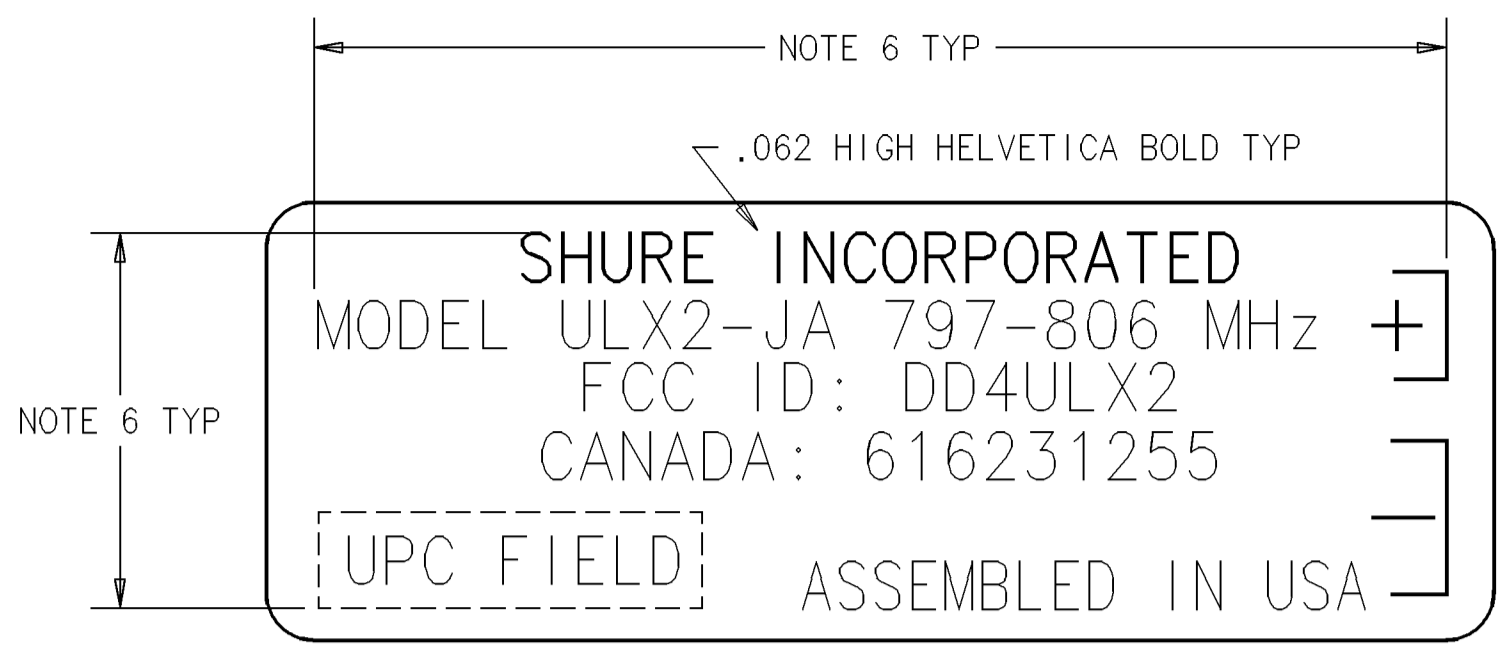 NOTE 6 TYP
.062 HIGH HELVETICA BOLD TYP
SHURE INCORPORATED
MODEL ULX2-JA 797-806 MHz +
FCC ID: DD4ULX2
NOTE 6 TYP
CANADA: 616231255
−
UPC FIELD
ASSEMBLED IN USA